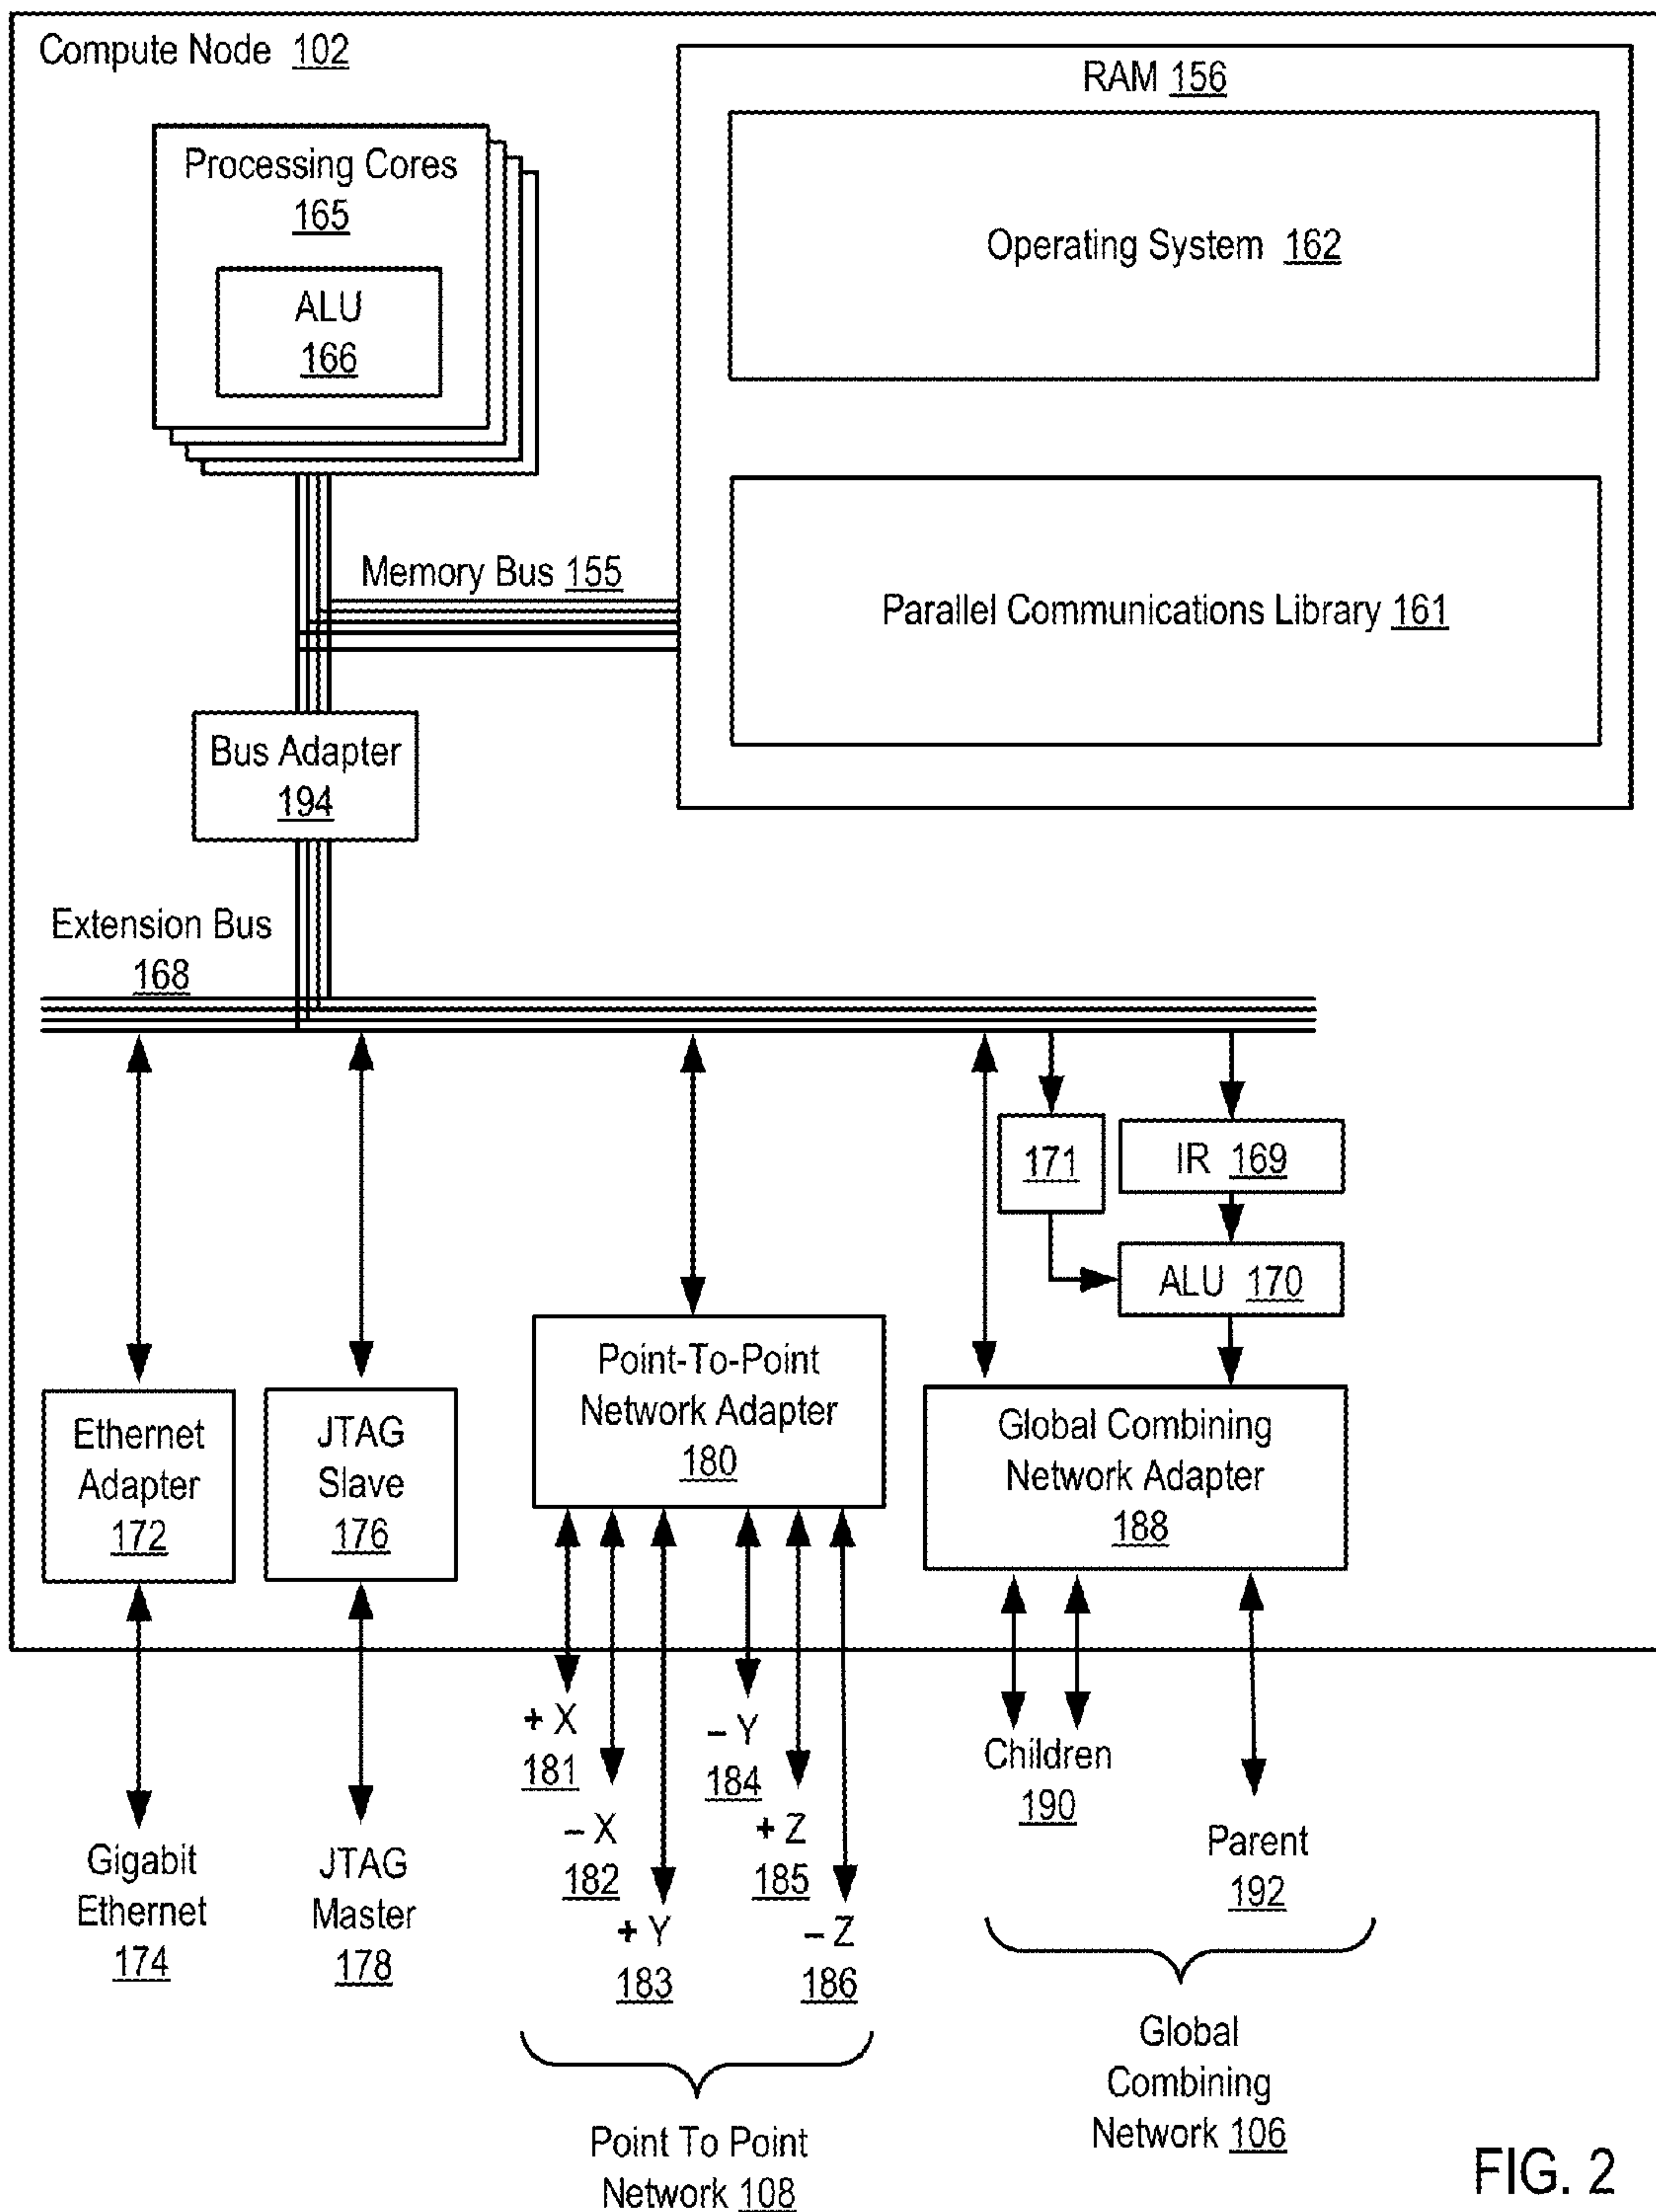 Compute Node 102
RAM 156
Processing Cores
165
ALU
166
Operating System 162
Memory Bus 155
Parallel Communications Library 161
Bus Adapter
194
Extension Bus
168
171
IR 169
ALU 170
Point-To-Point
Network Adapter
180
Ethernet
Adapter
172
JTAG
Slave
176
Global Combining
Network Adapter
188
+ X
181
– X
182
+ Y
183
– Y
184
+ Z
185
– Z
186
Children
190
Parent
192
Gigabit
Ethernet
174
JTAG
Master
178
Global
Combining
Network 106
Point To Point
Network 108
FIG. 2